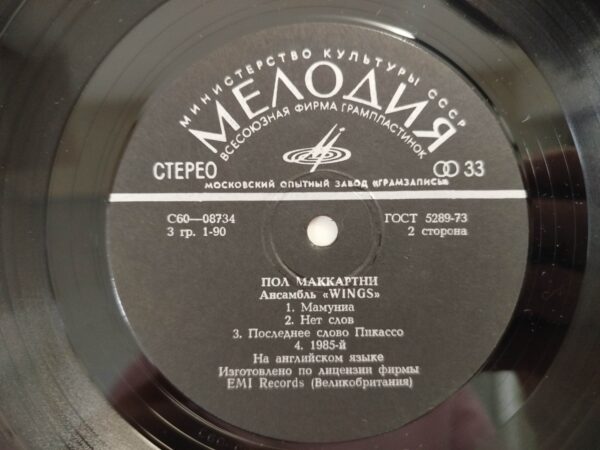 МИНИСТЕРСТВО КУЛЬТУРЫ СССР
МЕЛОДИЯ
ВСЕСОЮЗНАЯ ФИРМА ГРАМПЛАСТИНОК
СТЕРЕО
33
МОСКОВСКИЙ ОПЫТНЫЙ ЗАВОД «ГРАМЗАПИСЬ»
С60—08734
ГОСТ 5289-73
3 гр. 1-90
2 сторона
ПОЛ МАККАРТНИ
Ансамбль «WINGS»
1. Мамуниа
2. Нет слов
3. Последнее слово Пикассо
4. 1985-й
На английском языке
Изготовлено по лицензии фирмы
EMI Records (Великобритания)